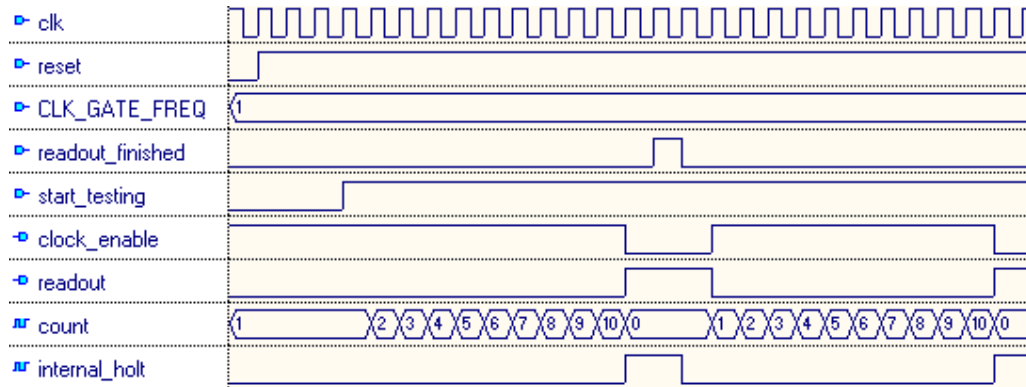 clk
reset
CLK_GATE_FREQ 1
readout_finished
start_testing
clock_enable
readout
count 1 2 3 4 5 6 7 8 9 10 0 1 2 3 4 5 6 7 8 9 10 0
internal_holt